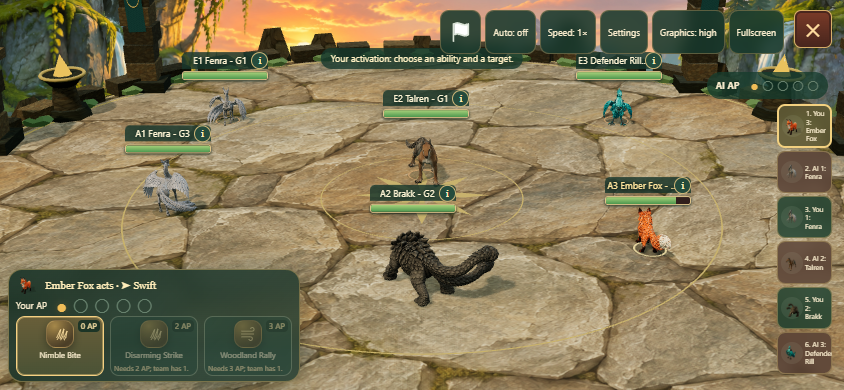 Auto: off
Speed: 1×
Settings
Graphics: high
Fullscreen
Your activation: choose an ability and a target.
E1 Fenra - G1
E2 Talren - G1
E3 Defender Rill...
AI AP
A1 Fenra - G3
A2 Brakk - G2
A3 Ember Fox - ...
1. You
3:
Ember
Fox
2. AI 1:
Fenra
3. You
1:
Fenra
4. AI 2:
Talren
5. You
2:
Brakk
6. AI 3:
Defender
Rill
Ember Fox acts • ➤ Swift
Your AP
0 AP
Nimble Bite
2 AP
Disarming Strike
Needs 2 AP; team has 1.
3 AP
Woodland Rally
Needs 3 AP; team has 1.